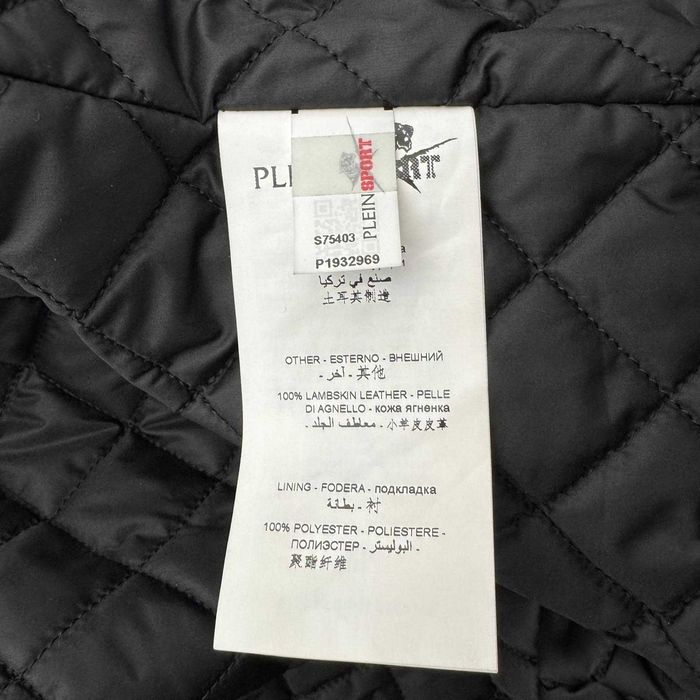 PLEIN SPORT
S75403
P1932969
صنع في تركيا
土耳其制造
OTHER - ESTERNO - ВНЕШНИЙ
- آخر - 其他
100% LAMBSKIN LEATHER - PELLE
DI AGNELLO - кожа ягненка
- معاطف الجلد - 小羊皮皮革
LINING - FODERA - подкладка
- بطانة - 衬
100% POLYESTER - POLIESTERE -
ПОЛИЭСТЕР - البوليستر -
聚酯纤维